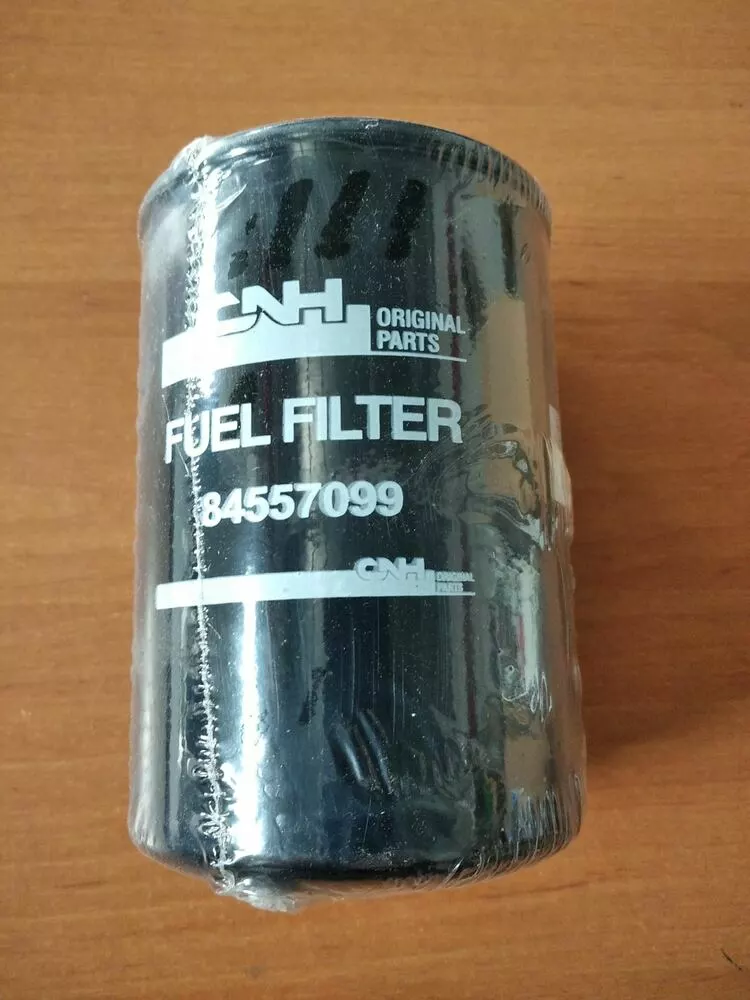 CNH ORIGINAL
PARTS
FUEL FILTER
84557099
CNH ORIGINAL
PARTS